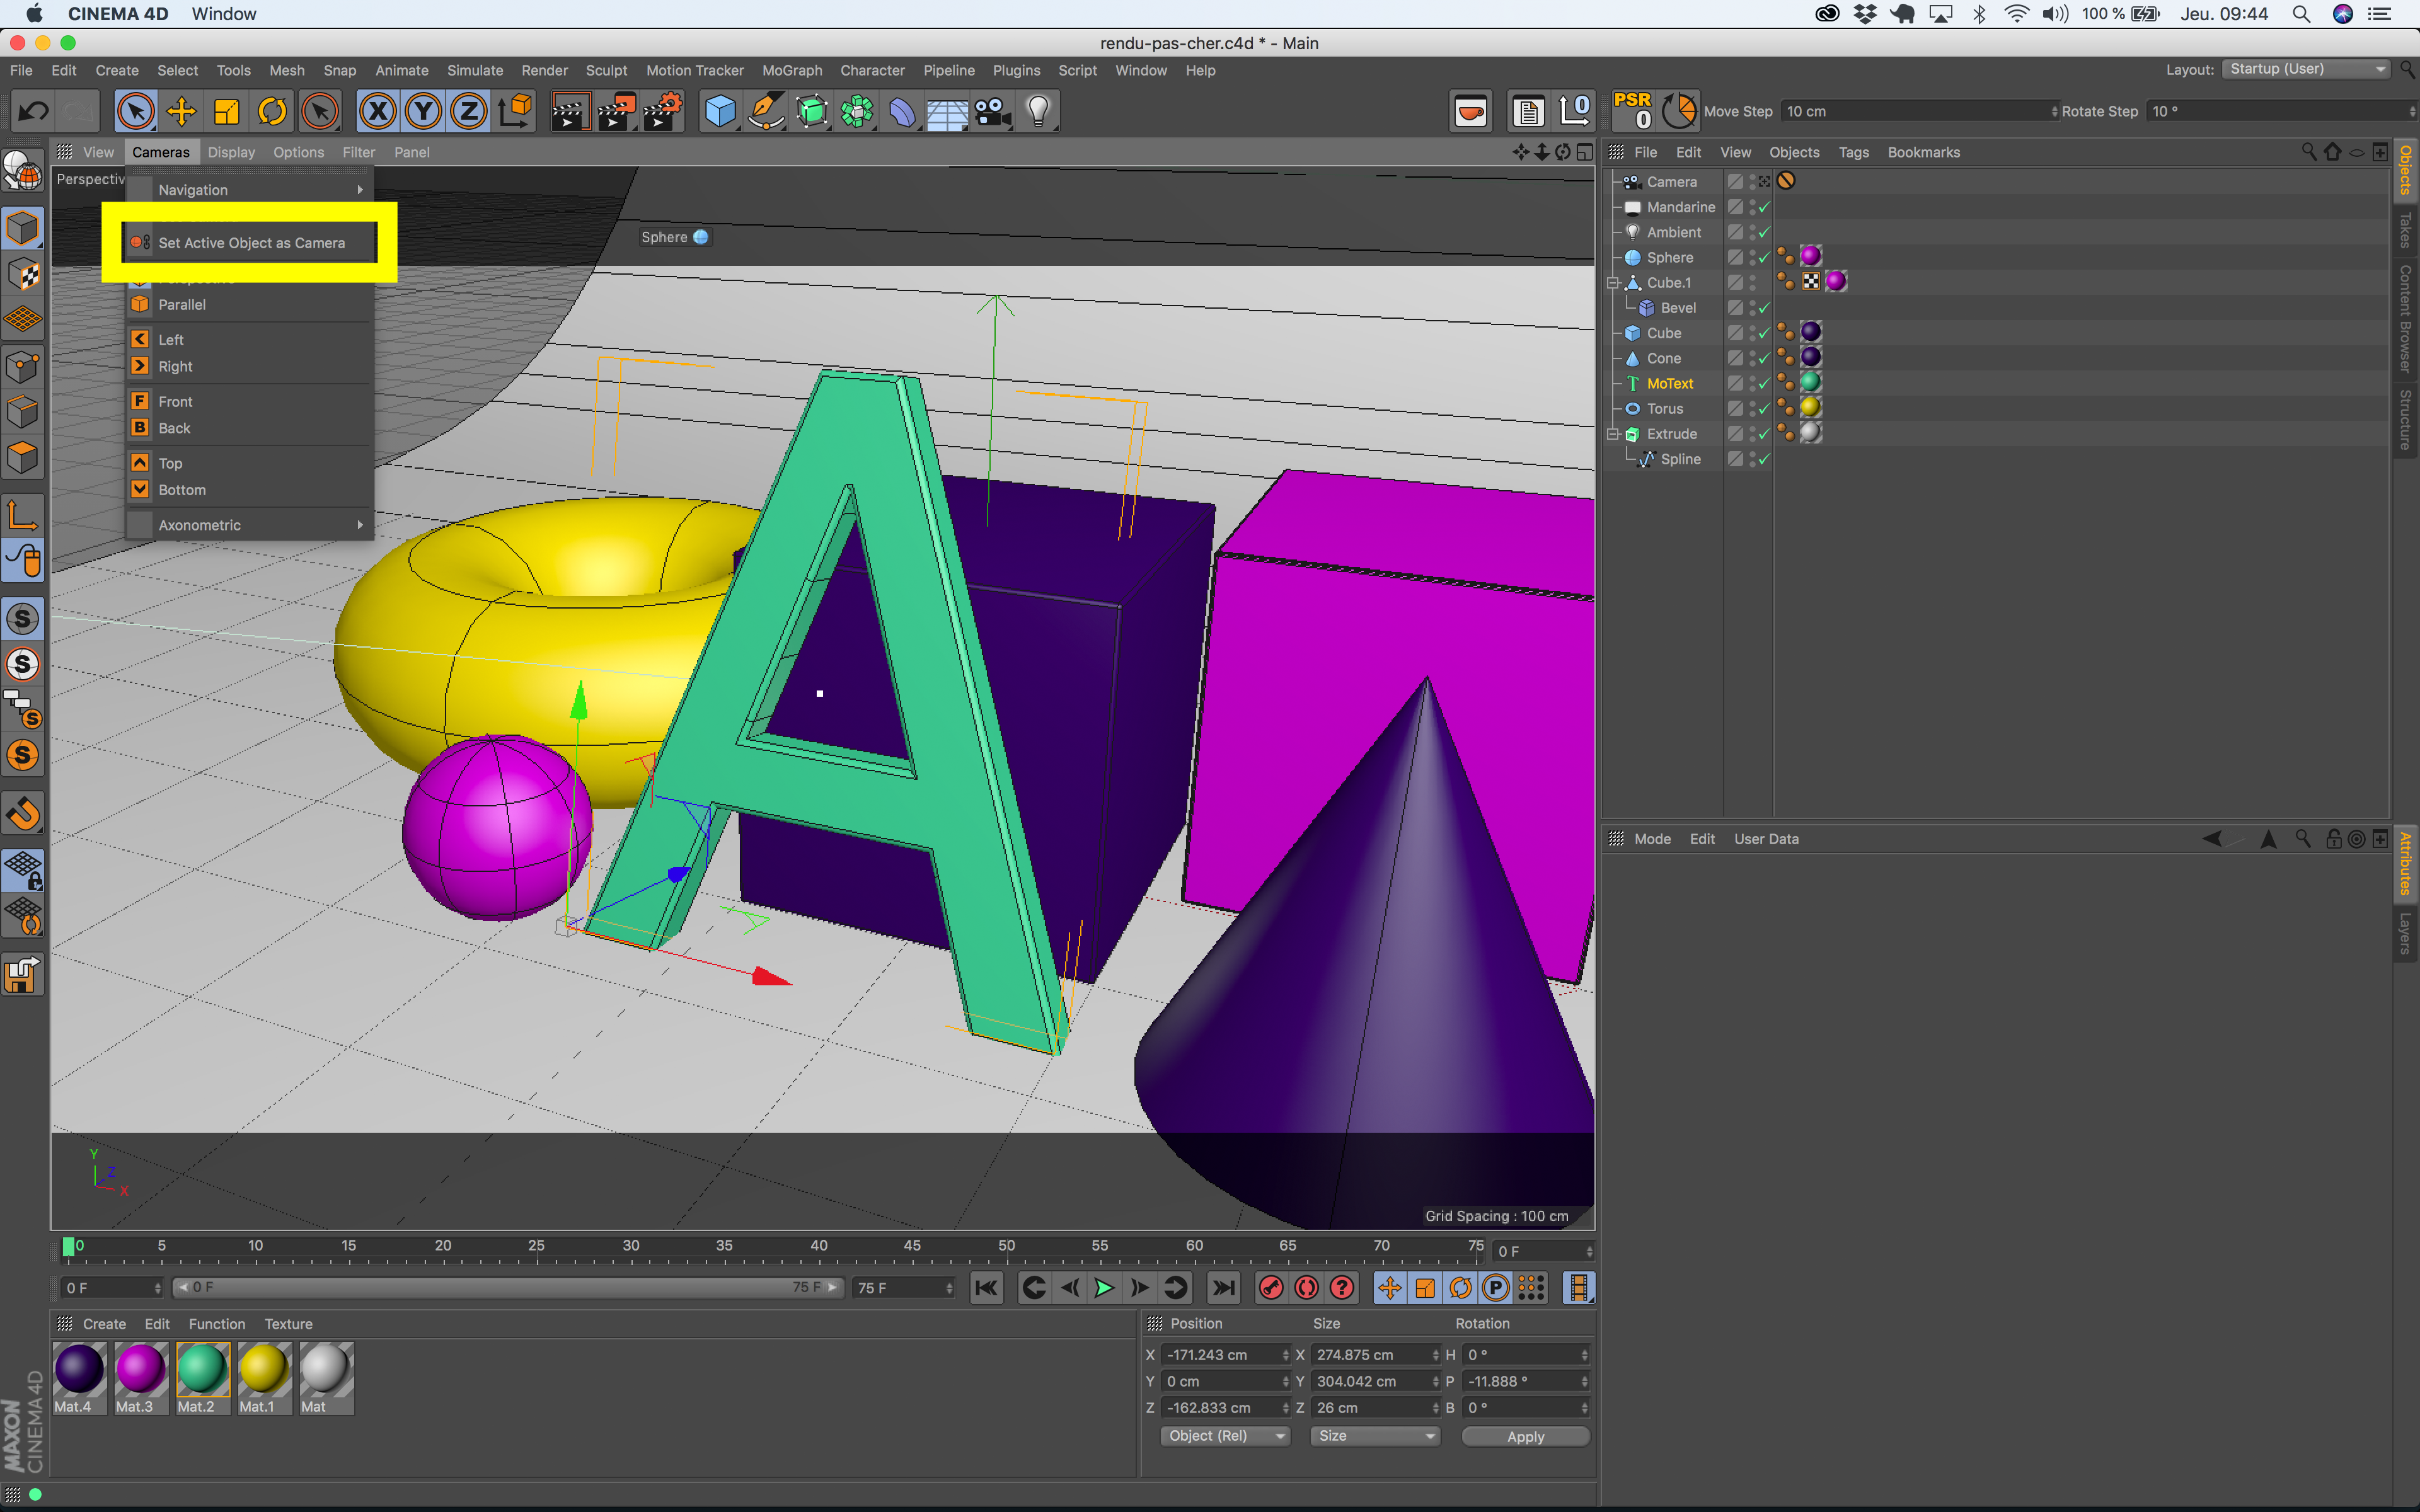 CINEMA 4D Window 100 % Jeu. 09:44
rendu-pas-cher.c4d * - Main
File Edit Create Select Tools Mesh Snap Animate Simulate Render Sculpt Motion Tracker MoGraph Character Pipeline Plugins Script Window Help Layout: Startup (User)
X Y Z 0 PSR 0 Move Step 10 cm Rotate Step 10 °
View Cameras Display Options Filter Panel
File Edit View Objects Tags Bookmarks
Perspectiv
Navigation
Set Active Object as Camera
Parallel
Left
Right
F Front
B Back
Top
Bottom
Axonometric
Sphere
A
Y
Z
X
Grid Spacing : 100 cm
Camera
Mandarine
Ambient
Sphere
Cube.1
Bevel
Cube
Cone
MoText
Torus
Extrude
Spline
Objects
Takes
Content Browser
Structure
Mode Edit User Data
Attributes
Layers
S
S
S
S
0 5 10 15 20 25 30 35 40 45 50 55 60 65 70 75 0 F
0 F 0 F 75 F 75 F ? P
Create Edit Function Texture
Mat.4 Mat.3 Mat.2 Mat.1 Mat
Position Size Rotation
X -171.243 cm X 274.875 cm H 0 °
Y 0 cm Y 304.042 cm P -11.888 °
Z -162.833 cm Z 26 cm B 0 °
Object (Rel) Size Apply
MAXON
CINEMA 4D